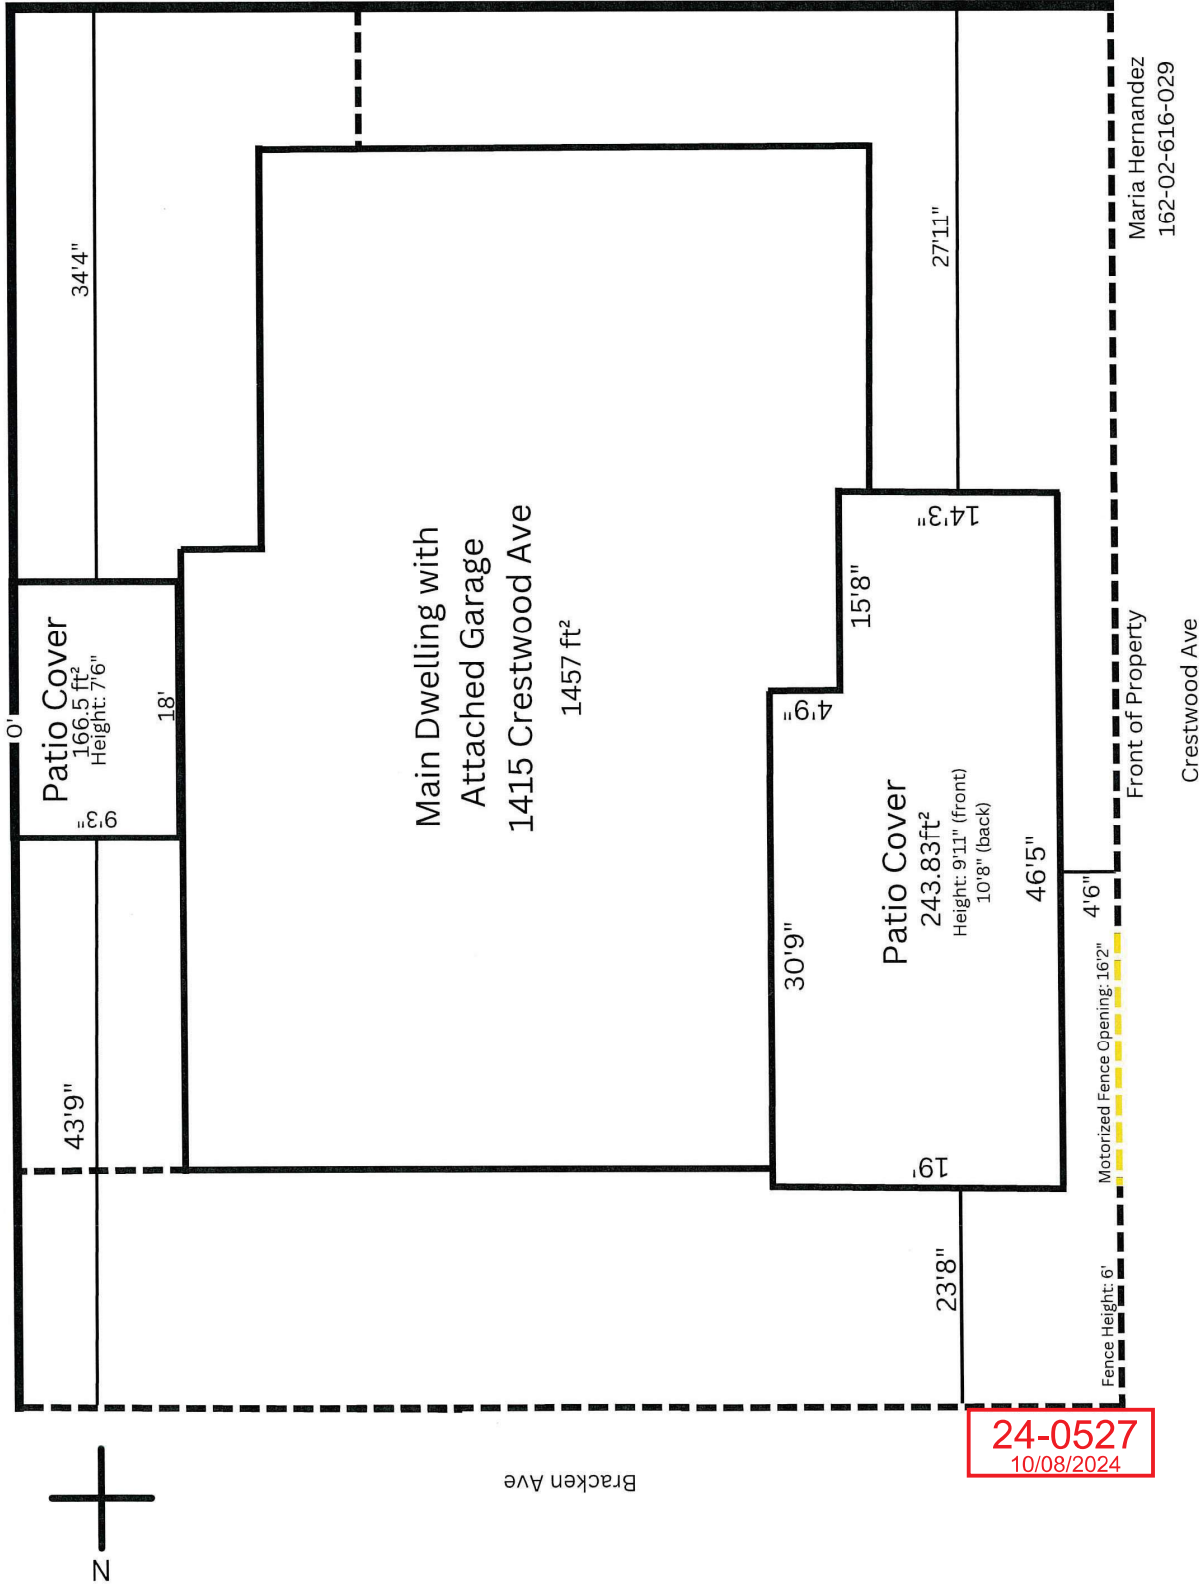 0'
34'4"
Patio Cover
166.5 ft²
Height: 7'6"
18'
9'3"
43'9"
Main Dwelling with
Attached Garage
1415 Crestwood Ave
1457 ft²
27'11"
14'3"
15'8"
4'9"
30'9"
Patio Cover
243.83ft²
Height: 9'11" (front)
10'8" (back)
46'5"
19'
4'6"
23'8"
Motorized Fence Opening: 16'2"
Fence Height: 6'
Front of Property
Crestwood Ave
Maria Hernandez
162-02-616-029
Bracken Ave
N
24-0527
10/08/2024